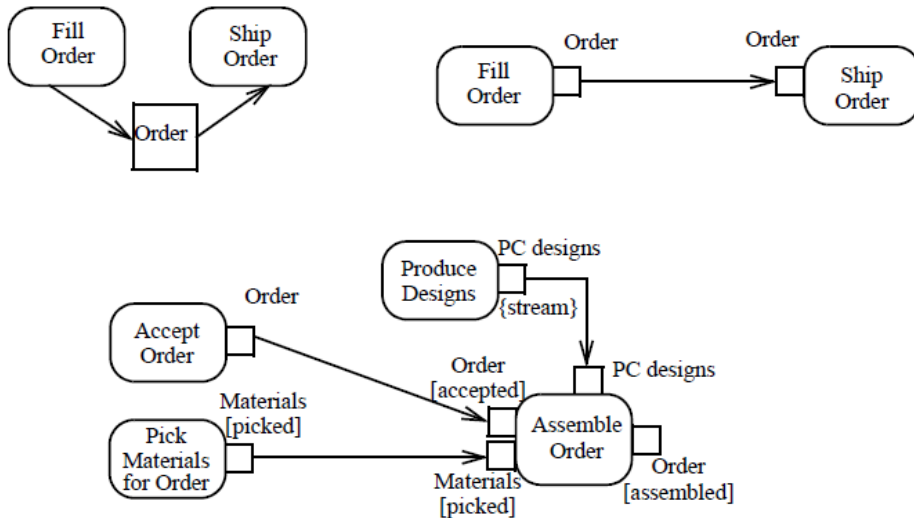 Fill
Order
Ship
Order
Order
Order
Order
Fill
Order
Ship
Order
PC designs
Produce
Designs
{stream}
Order
Accept
Order
Order
[accepted]
PC designs
Materials
[picked]
Pick
Materials
for Order
Assemble
Order
Materials
[picked]
Order
[assembled]